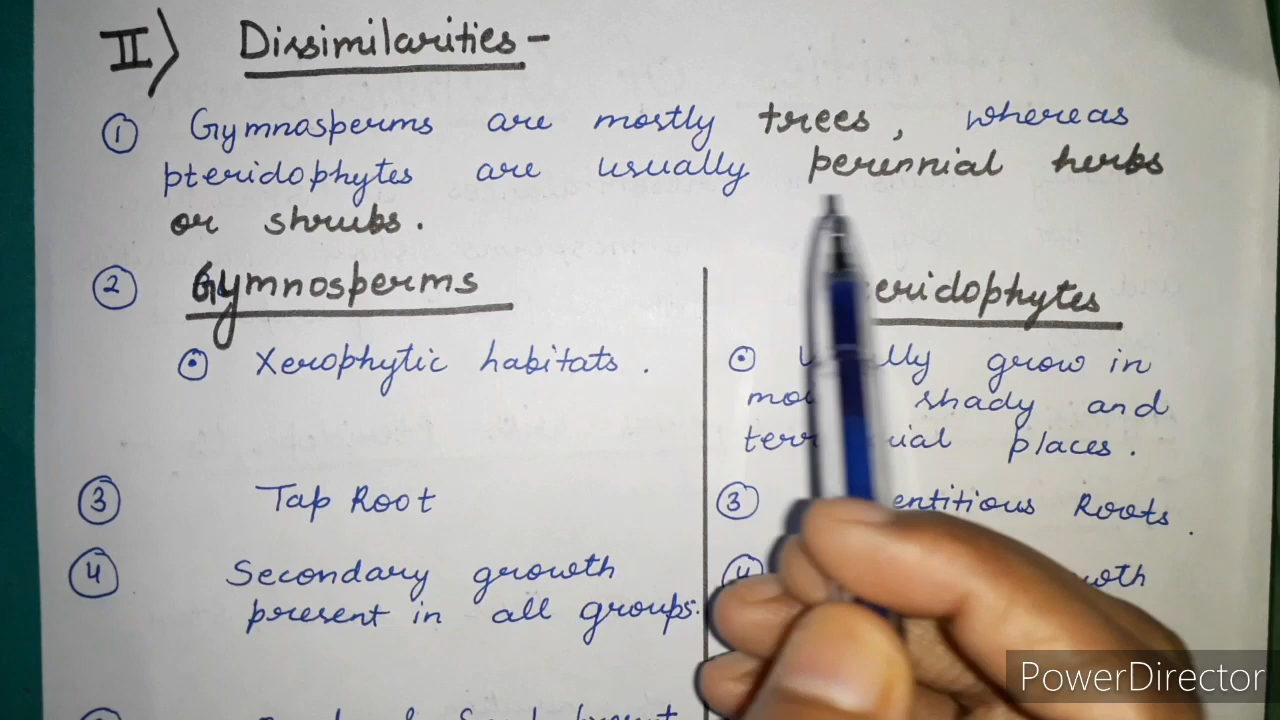 II) Dissimilarities -
① Gymnosperms are mostly trees, whereas
pteridophytes are usually perennial herbs
or shrubs.
② Gymnosperms
⊙ Xerophytic habitats.
③ Tap Root
④ Secondary growth
present in all groups.
eridophytes
⊙ grow in
shady and
places.
③ entitious Roots.
④
PowerDirector